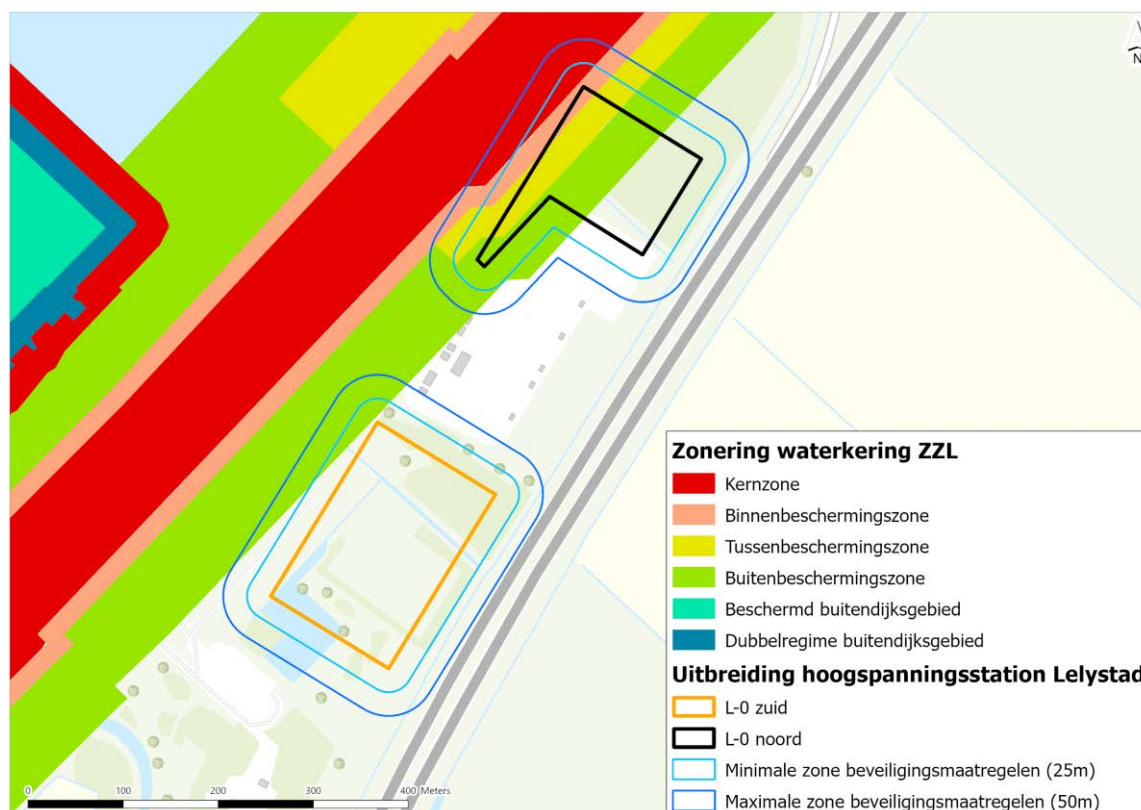 N
Zonering waterkering ZZL
Kernzone
Binnenbeschermingszone
Tussenbeschermingszone
Buitenbeschermingszone
Beschermd buitendijksgebied
Dubbelregime buitendijksgebied
Uitbreiding hoogspanningsstation Lelystad
L-0 zuid
L-0 noord
Minimale zone beveiligingsmaatregelen (25m)
Maximale zone beveiligingsmaatregelen (50m)
0 100 200 300 400 Meters